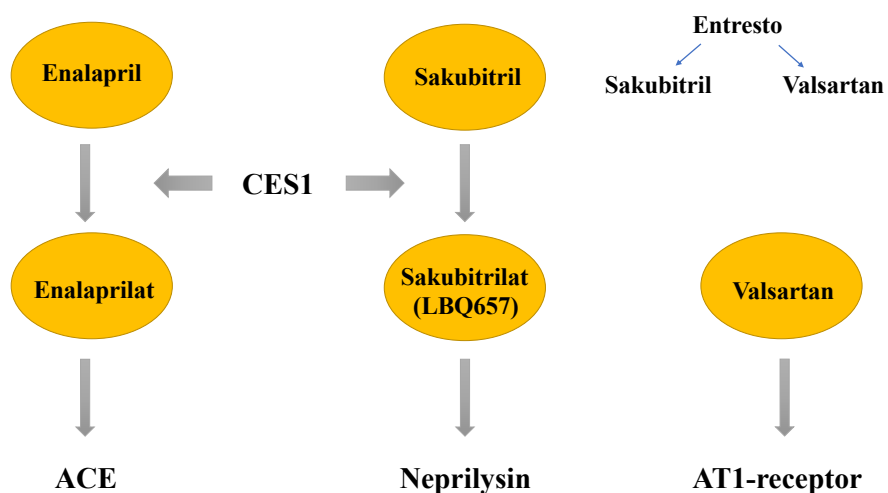 Entresto
Sakubitril
Valsartan
Enalapril
Sakubitril
CES1
Enalaprilat
Sakubitrilat
(LBQ657)
Valsartan
ACE
Neprilysin
AT1-receptor